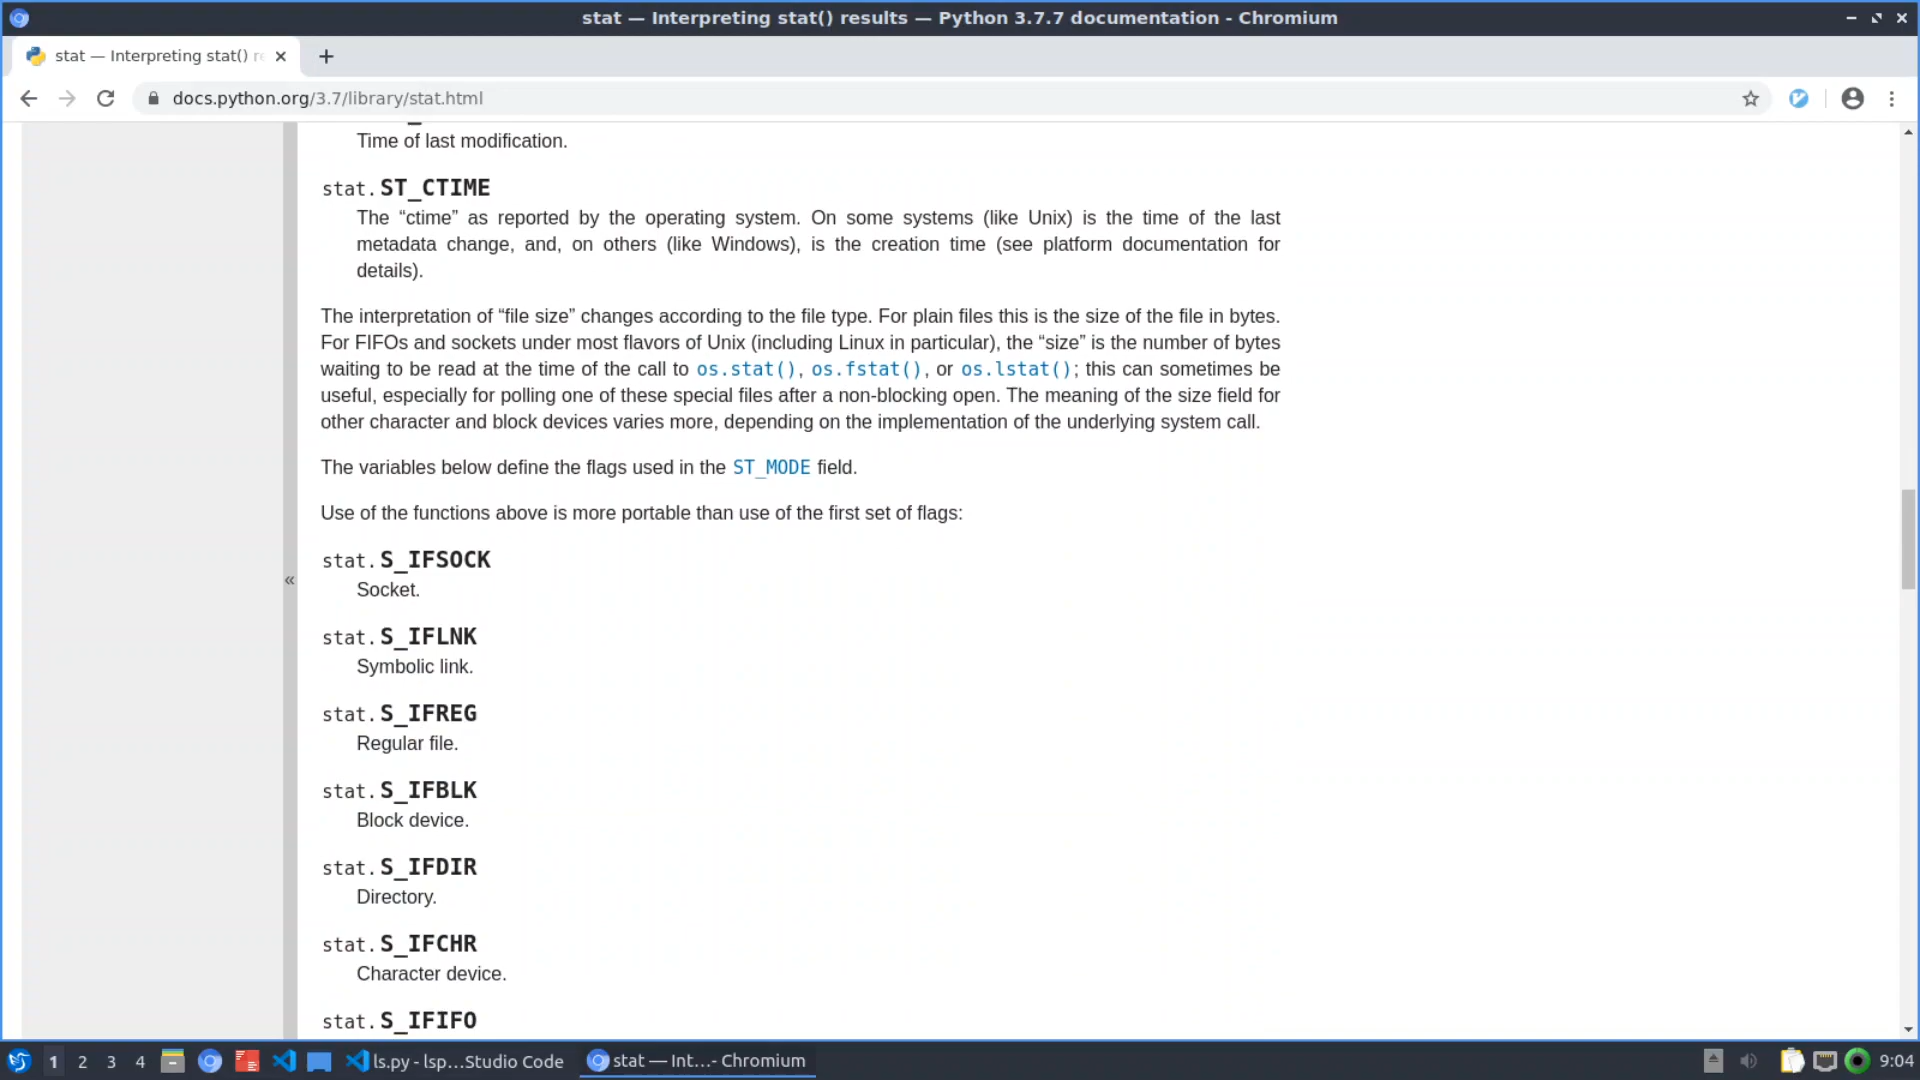 stat — Interpreting stat() results — Python 3.7.7 documentation - Chromium
stat — Interpreting stat() re
docs.python.org/3.7/library/stat.html
Time of last modification.
stat.ST_CTIME
The “ctime” as reported by the operating system. On some systems (like Unix) is the time of the last
metadata change, and, on others (like Windows), is the creation time (see platform documentation for
details).
The interpretation of “file size” changes according to the file type. For plain files this is the size of the file in bytes.
For FIFOs and sockets under most flavors of Unix (including Linux in particular), the “size” is the number of bytes
waiting to be read at the time of the call to os.stat(), os.fstat(), or os.lstat(); this can sometimes be
useful, especially for polling one of these special files after a non-blocking open. The meaning of the size field for
other character and block devices varies more, depending on the implementation of the underlying system call.
The variables below define the flags used in the ST_MODE field.
Use of the functions above is more portable than use of the first set of flags:
stat.S_IFSOCK
Socket.
«
stat.S_IFLNK
Symbolic link.
stat.S_IFREG
Regular file.
stat.S_IFBLK
Block device.
stat.S_IFDIR
Directory.
stat.S_IFCHR
Character device.
stat.S_IFIFO
1 2 3 4 ls.py - lsp...Studio Code stat — Int...- Chromium 9:04